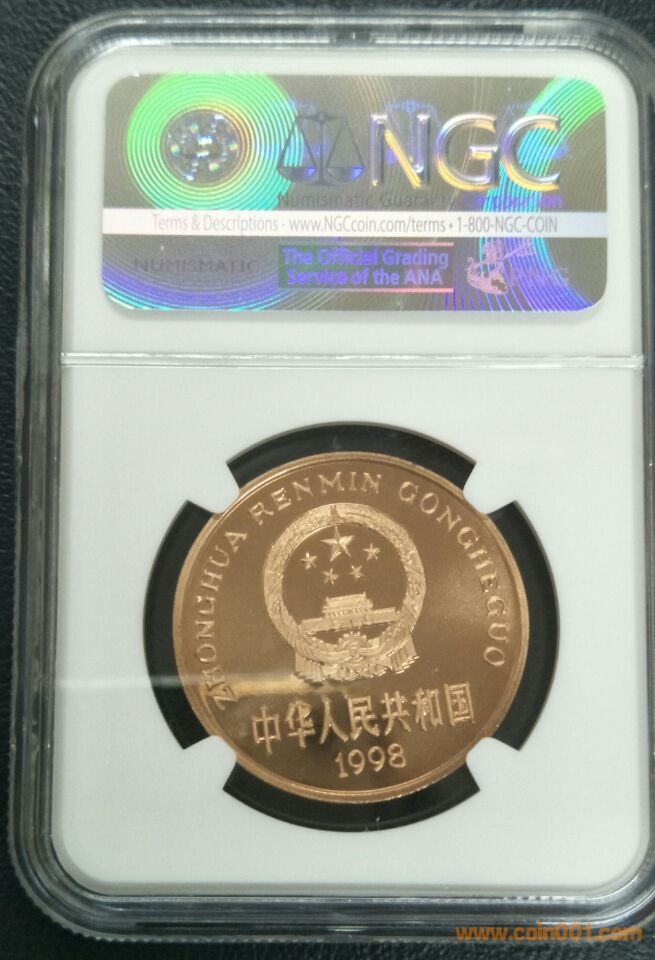 NGC
Numismatic Guaranty Corporation
Terms & Descriptions - www.NGCcoin.com/terms • 1-800-NGC-COIN
NUMISMATIC
The Official Grading
Service of the ANA
ZHONGHUA RENMIN GONGHEGUO
中华人民共和国
1998
www.coin001.com